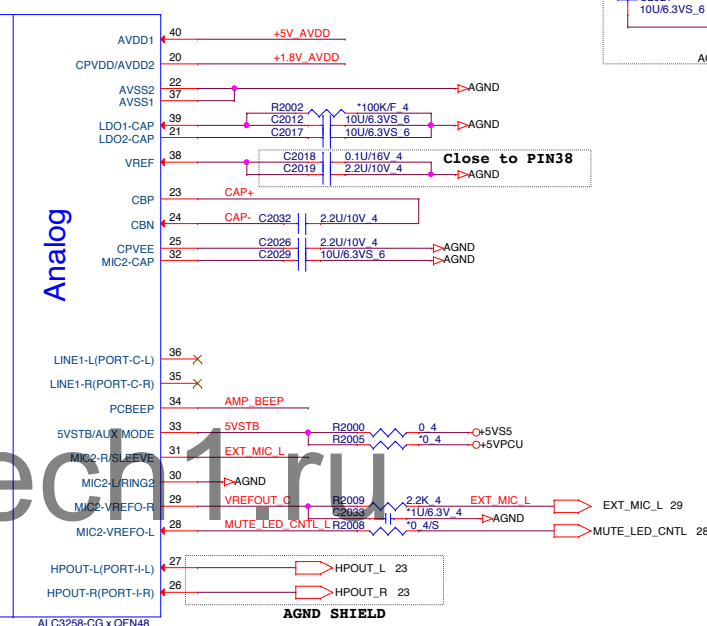 10U/6.3VS_6
AVDD1 40 +5V_AVDD
CPVDD/AVDD2 20 +1.8V_AVDD
AVSS2 22 AGND
AVSS1 37
R2002 *100K/F_4
LDO1-CAP 39 C2012 10U/6.3VS_6 AGND
LDO2-CAP 21 C2017 10U/6.3VS_6
VREF 38 C2018 0.1U/16V_4 Close to PIN38
C2019 2.2U/10V_4 AGND
CBP 23 CAP+
CBN 24 CAP- C2032 2.2U/10V_4
CPVEE 25 C2026 2.2U/10V_4 AGND
MIC2-CAP 32 C2029 10U/6.3VS_6 AGND
Analog
LINE1-L(PORT-C-L) 36
LINE1-R(PORT-C-R) 35
PCBEEP 34 AMP_BEEP
5VSTB/AUX MODE 33 5VSTB R2000 0_4 +5VS5
R2005 *0_4 +5VPCU
MIC2-R/SLEEVE 31 EXT_MIC_L
MIC2-L/RING2 30 AGND
MIC2-VREFO-R 29 VREFOUT_C R2009 2.2K_4 EXT_MIC_L EXT_MIC_L 29
C2033 *1U/6.3V_4 AGND
MIC2-VREFO-L 28 MUTE_LED_CNTL_L R2008 *0_4/S MUTE_LED_CNTL 28
HPOUT-L(PORT-I-L) 27 HPOUT_L 23
HPOUT-R(PORT-I-R) 26 HPOUT_R 23
AGND SHIELD
ALC3258-CG x QFN48
ech1.ru